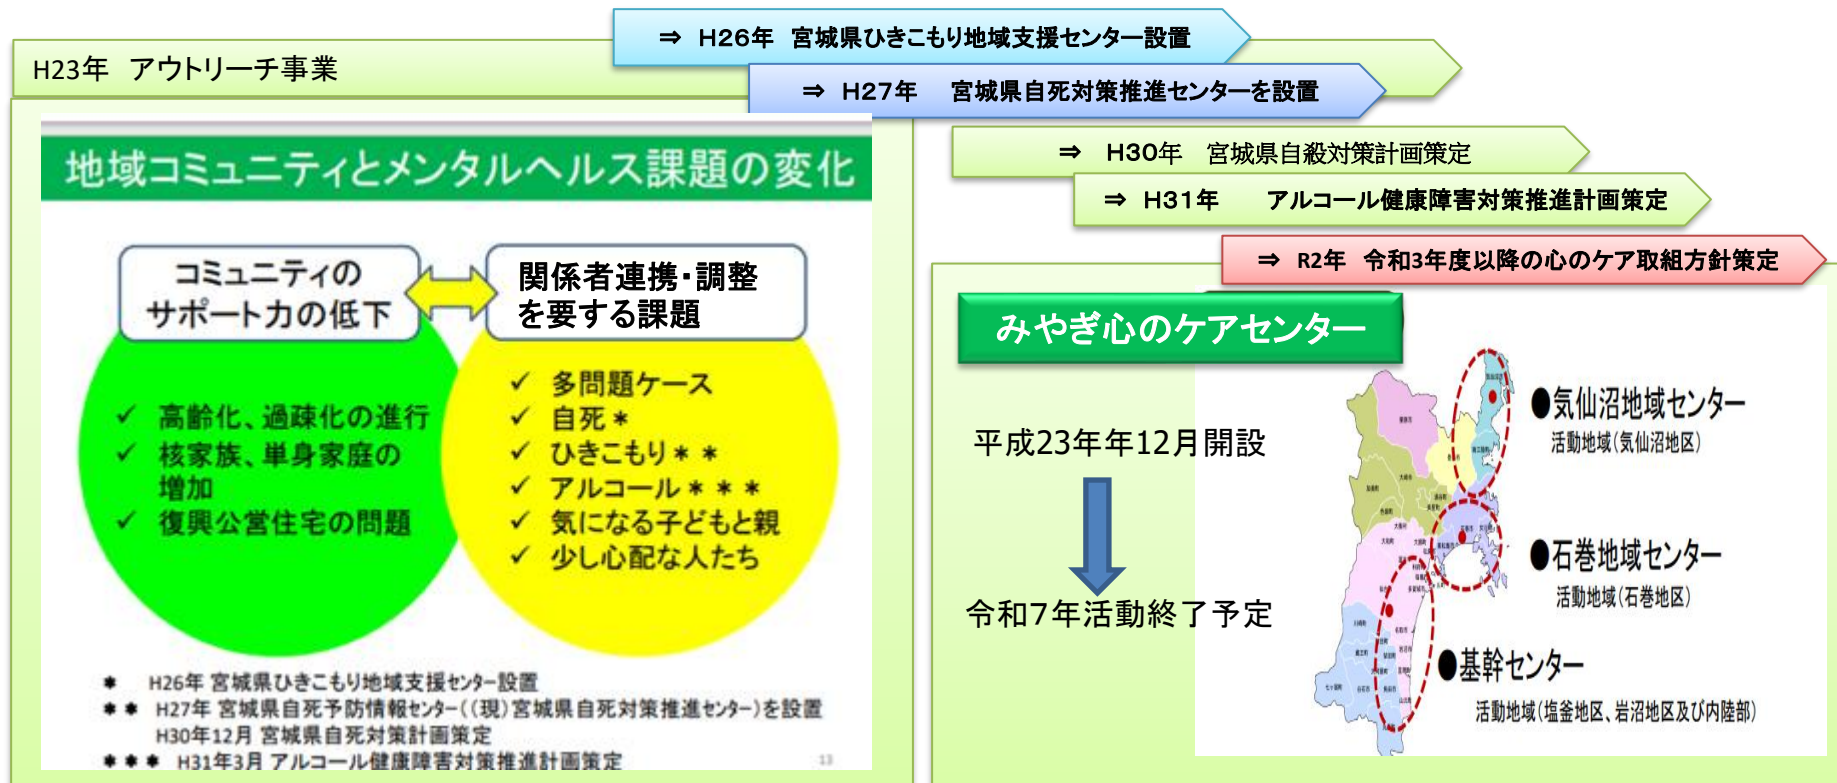 ⇒ H26年 宮城県ひきこもり地域支援センター設置
H23年 アウトリーチ事業
⇒ H27年 宮城県自死対策推進センターを設置
⇒ H30年 宮城県自殺対策計画策定
⇒ H31年 アルコール健康障害対策推進計画策定
⇒ R2年 令和3年度以降の心のケア取組方針策定
地域コミュニティとメンタルヘルス課題の変化
コミュニティの
サポート力の低下
関係者連携・調整
を要する課題
✓ 高齢化、過疎化の進行
✓ 核家族、単身家庭の
増加
✓ 復興公営住宅の問題
✓ 多問題ケース
✓ 自死＊
✓ ひきこもり＊＊
✓ アルコール＊＊＊
✓ 気になる子どもと親
✓ 少し心配な人たち
＊ H26年 宮城県ひきこもり地域支援センター設置
＊＊ H27年 宮城県自死予防情報センター((現)宮城県自死対策推進センター)を設置
H30年12月 宮城県自死対策計画策定
＊＊＊ H31年3月 アルコール健康障害対策推進計画策定
13
みやぎ心のケアセンター
平成23年年12月開設
令和7年活動終了予定
●気仙沼地域センター
活動地域(気仙沼地区)
●石巻地域センター
活動地域(石巻地区)
●基幹センター
活動地域(塩釜地区、岩沼地区及び内陸部)